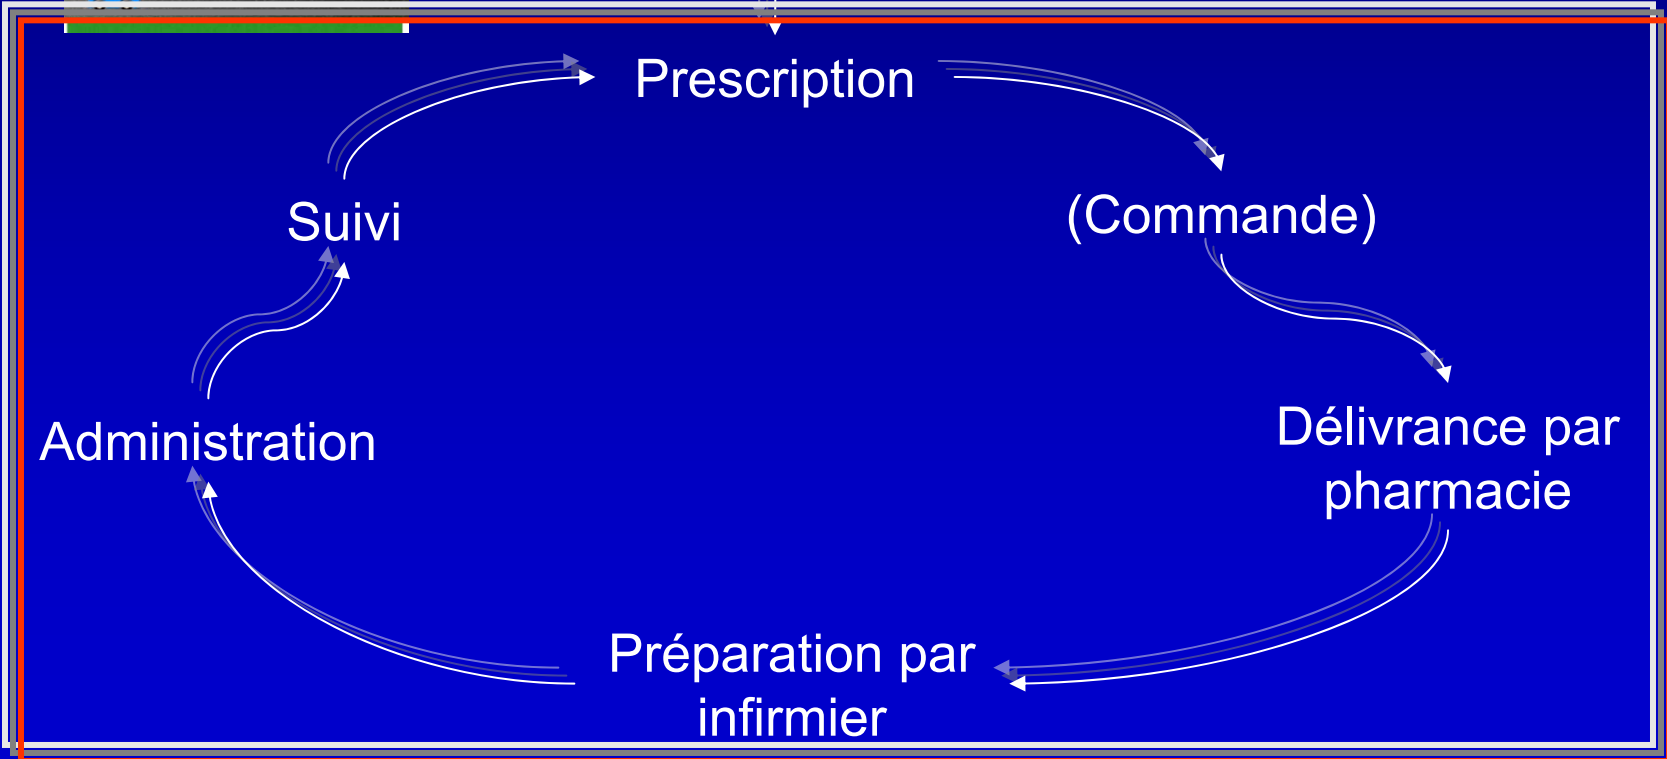 Prescription
(Commande)
Délivrance par
pharmacie
Préparation par
infirmier
Administration
Suivi